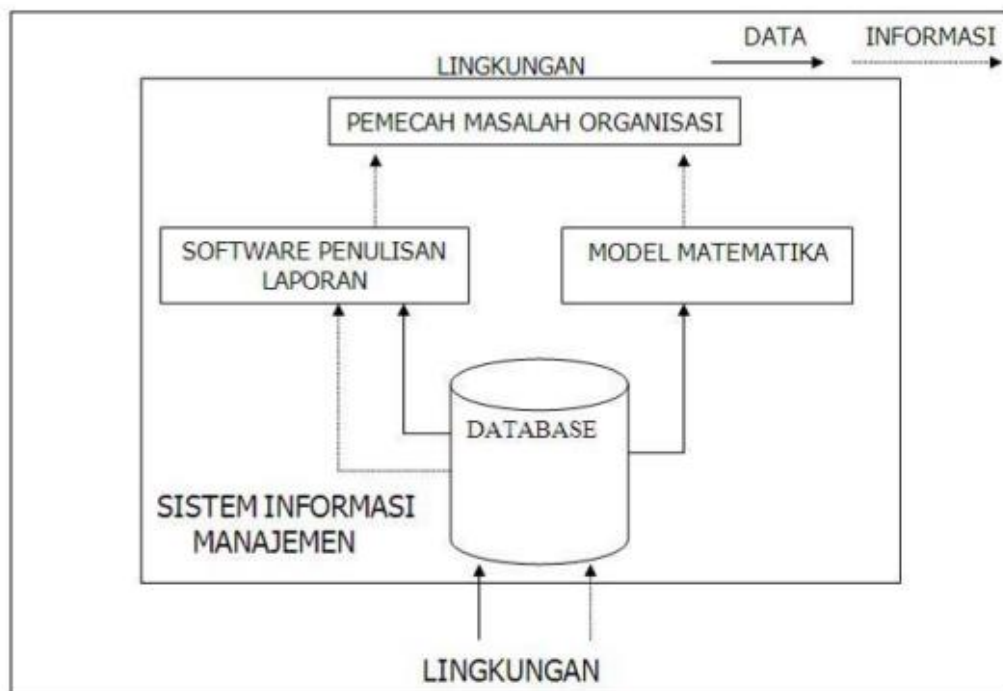 DATA
INFORMASI
LINGKUNGAN
PEMECAH MASALAH ORGANISASI
SOFTWARE PENULISAN
LAPORAN
MODEL MATEMATIKA
DATABASE
SISTEM INFORMASI
MANAJEMEN
LINGKUNGAN